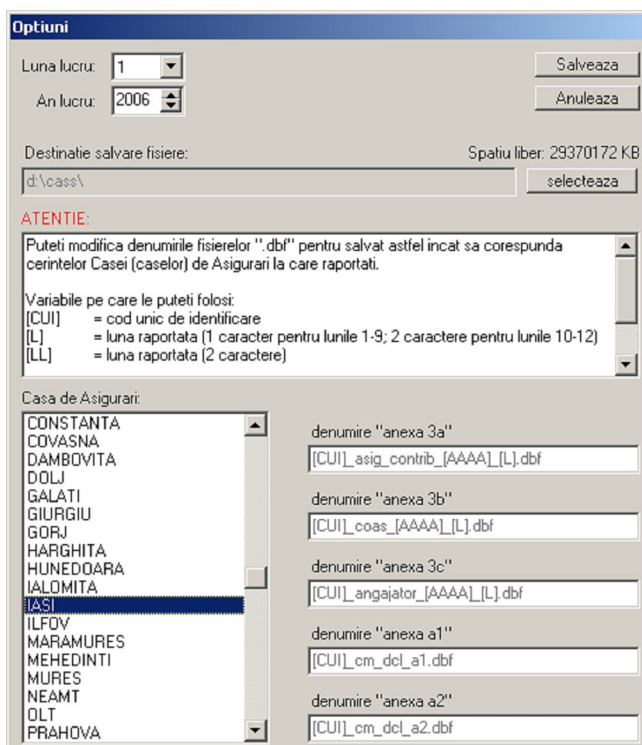 Optiuni
Luna lucru: 1
Salveaza
An lucru: 2006
Anuleaza
Destinatie salvare fisiere:
Spatiu liber: 29370172 KB
d:\cass\
selecteaza
ATENTIE:
Puteti modifica denumirile fisierelor ".dbf" pentru salvat astfel incat sa corespunda
cerintelor Casei (caselor) de Asigurari la care raportati.
Variabile pe care le puteti folosi:
[CUI] = cod unic de identificare
[L] = luna raportata (1 caracter pentru lunile 1-9; 2 caractere pentru lunile 10-12)
[LL] = luna raportata (2 caractere)
Casa de Asigurari:
CONSTANTA
COVASNA
DAMBOVITA
DOLJ
GALATI
GIURGIU
GORJ
HARGHITA
HUNEDOARA
IALOMITA
IASI
ILFOV
MARAMURES
MEHEDINTI
MURES
NEAMT
OLT
PRAHOVA
denumire "anexa 3a"
[CUI]_asig_contrib_[AAAA]_[L].dbf
denumire "anexa 3b"
[CUI]_coas_[AAAA]_[L].dbf
denumire "anexa 3c"
[CUI]_angajator_[AAAA]_[L].dbf
denumire "anexa a1"
[CUI]_cm_dcl_a1.dbf
denumire "anexa a2"
[CUI]_cm_dcl_a2.dbf